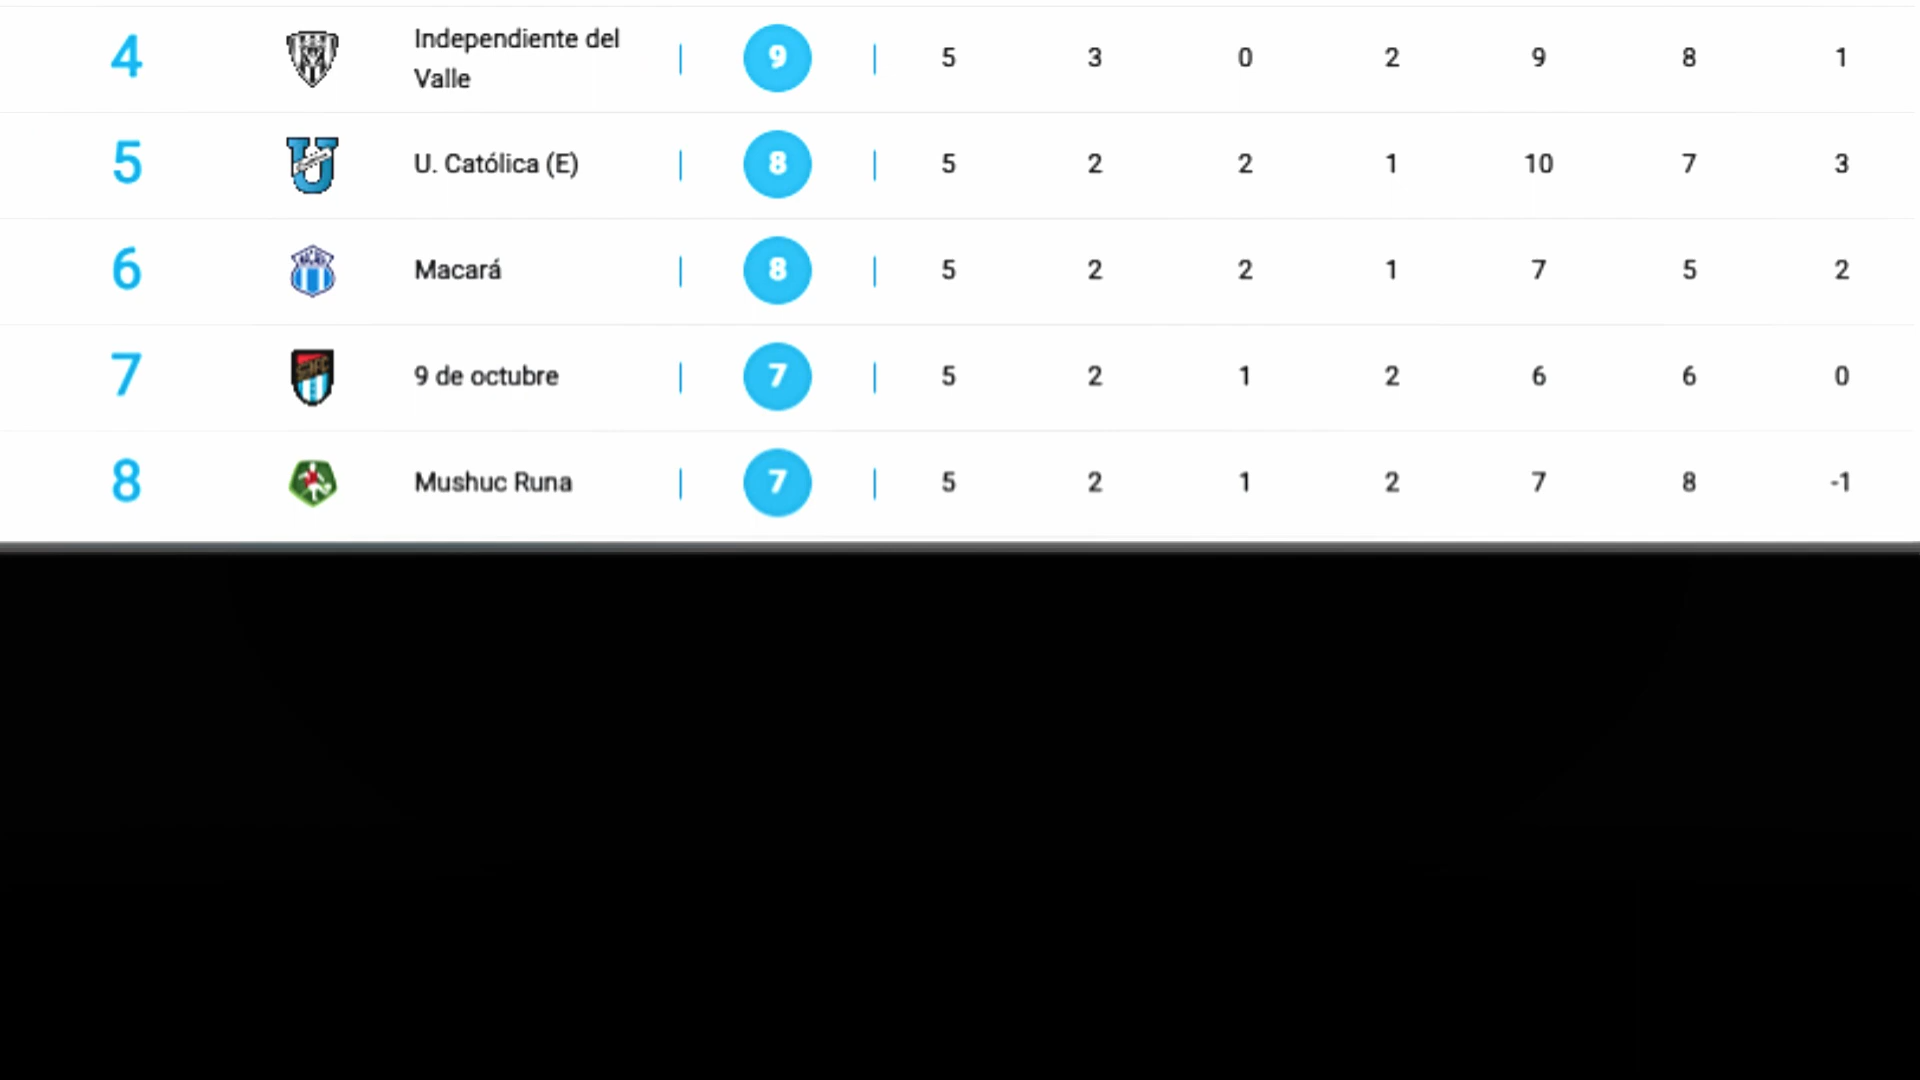 4 Independiente del Valle 9 5 3 0 2 9 8 1
5 U. Católica (E) 8 5 2 2 1 10 7 3
6 Macará 8 5 2 2 1 7 5 2
7 9 de octubre 7 5 2 1 2 6 6 0
8 Mushuc Runa 7 5 2 1 2 7 8 -1